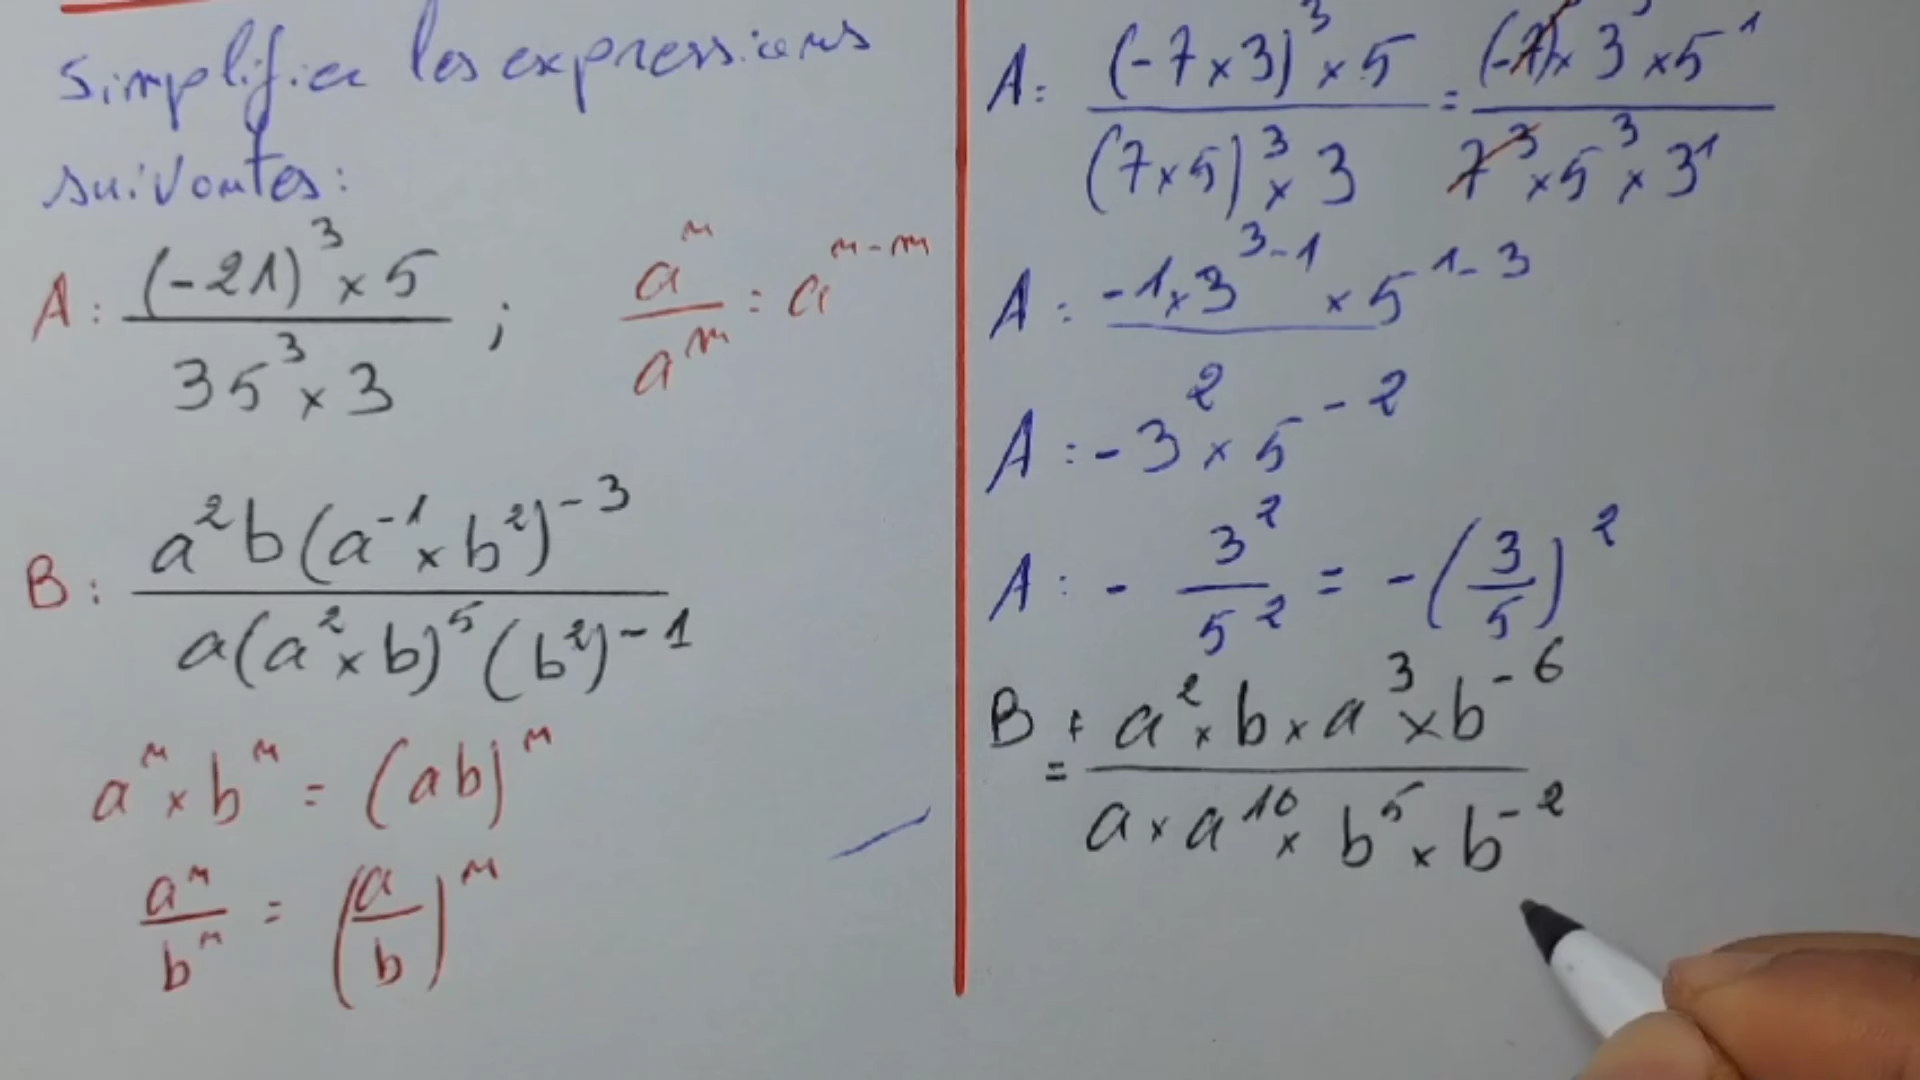 Simplifier les expressions
suivantes:
A: (-21)³ × 5 / 35³ × 3 ;
aⁿ / aᵐ = aⁿ⁻ᵐ
B: a²b(a⁻¹ × b²)⁻³ / a(a² × b)⁵ (b²)⁻¹
aⁿ × bⁿ = (ab)ⁿ
aⁿ / bⁿ = (a / b)ⁿ
A: (-7×3)³ × 5 / (7×5)³ × 3 = (-7)³ × 3³ × 5¹ / 7³ × 5³ × 3¹
A: -1 × 3³⁻¹ × 5¹⁻³
A: -3² × 5⁻²
A: - 3² / 5² = -(3 / 5)²
B = a² × b × a³ × b⁻⁶ / a × a¹⁰ × b⁵ × b⁻²